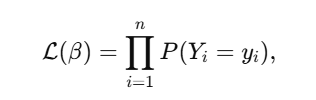 ℒ(β) = ∏_{i=1}^{n} P(Y_i = y_i),